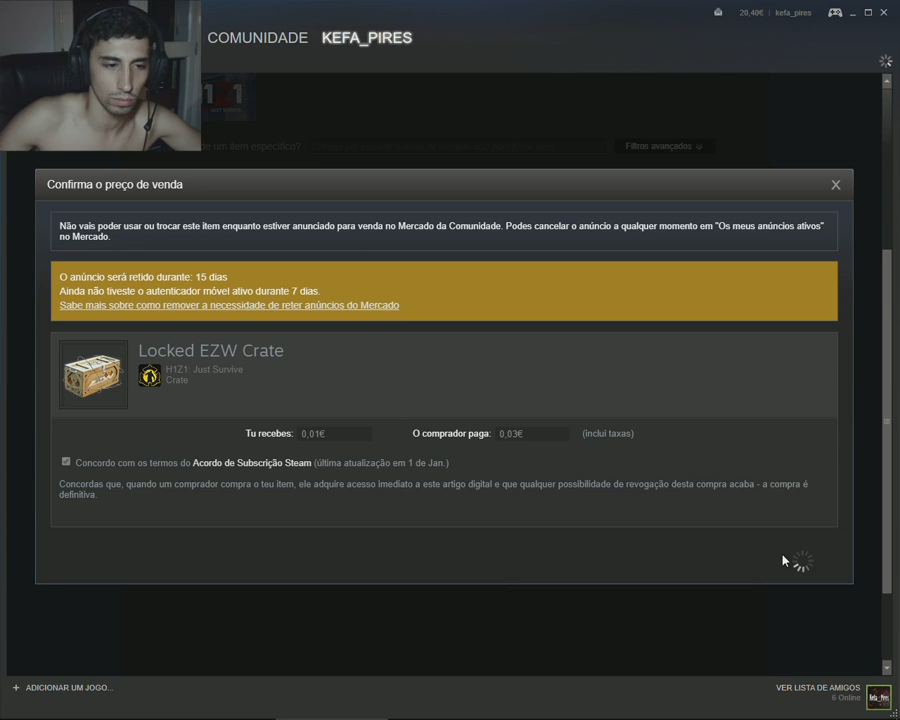 20,40€ | kefa_pires
COMUNIDADE KEFA_PIRES
de um item específico?
Filtros avançados
Confirma o preço de venda
X
Não vais poder usar ou trocar este item enquanto estiver anunciado para venda no Mercado da Comunidade. Podes cancelar o anúncio a qualquer momento em "Os meus anúncios ativos"
no Mercado.
O anúncio será retido durante: 15 dias
Ainda não tiveste o autenticador móvel ativo durante 7 dias.
Sabe mais sobre como remover a necessidade de reter anúncios do Mercado
Locked EZW Crate
H1Z1: Just Survive
Crate
Tu recebes: 0,01€ O comprador paga: 0,03€ (inclui taxas)
Concordo com os termos do Acordo de Subscrição Steam (última atualização em 1 de Jan.)
Concordas que, quando um comprador compra o teu item, ele adquire acesso imediato a este artigo digital e que qualquer possibilidade de revogação desta compra acaba - a compra é
definitiva.
+ ADICIONAR UM JOGO...
VER LISTA DE AMIGOS
6 Online